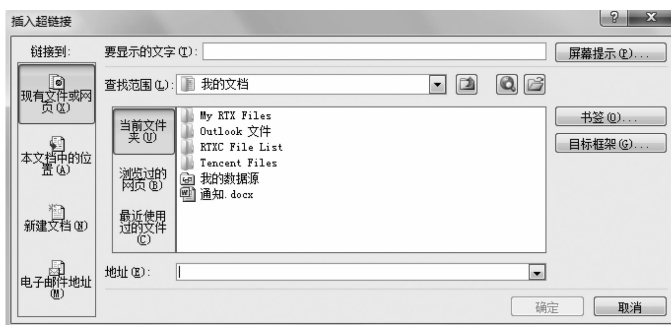 插入超链接
链接到:
要显示的文字(T):
屏幕提示(P)...
现有文件或网页(X)
查找范围(L):
我的文档
本文档中的位置(A)
当前文件夹(U)
My RTX Files
Outlook 文件
RTXC File List
Tencent Files
我的数据源
通知.docx
书签(O)...
目标框架(G)...
浏览过的网页(B)
新建文档(N)
最近使用过的文件(C)
电子邮件地址(M)
地址(E):
确定
取消